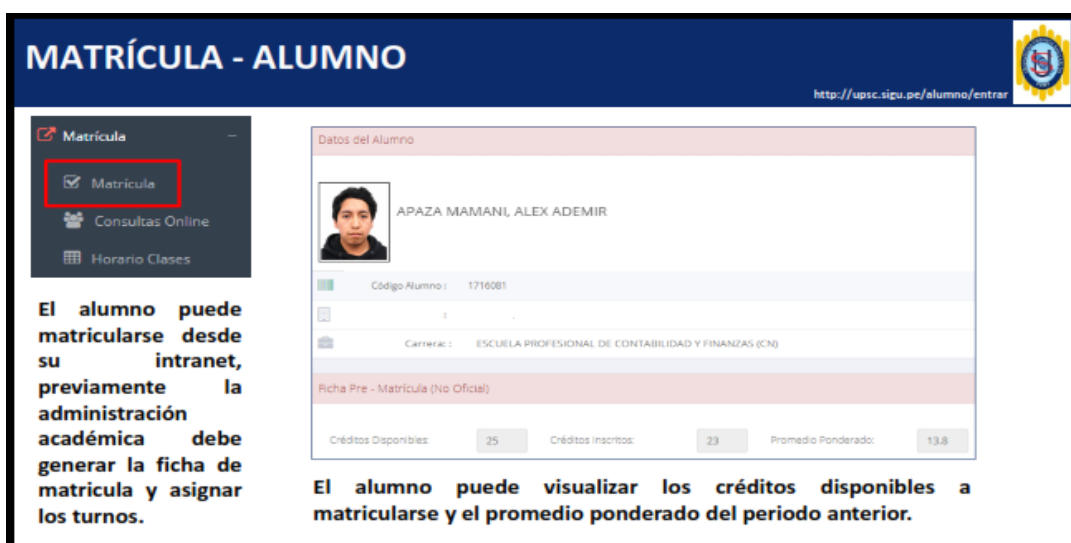 MATRÍCULA - ALUMNO
http://upsc.sigu.pe/alumno/entrar
Matrícula
Matrícula
Consultas Online
Horario Clases
El alumno puede
matricularse desde
su intranet,
previamente la
administración
académica debe
generar la ficha de
matricula y asignar
los turnos.
Datos del Alumno
APAZA MAMANI, ALEX ADEMIR
Código Alumno : 1716081
: .
Carrera: : ESCUELA PROFESIONAL DE CONTABILIDAD Y FINANZAS (CN)
Ficha Pre - Matrícula (No Oficial)
Créditos Disponibles: 25 Créditos Inscritos: 23 Promedio Ponderado: 13.8
El alumno puede visualizar los créditos disponibles a
matricularse y el promedio ponderado del periodo anterior.